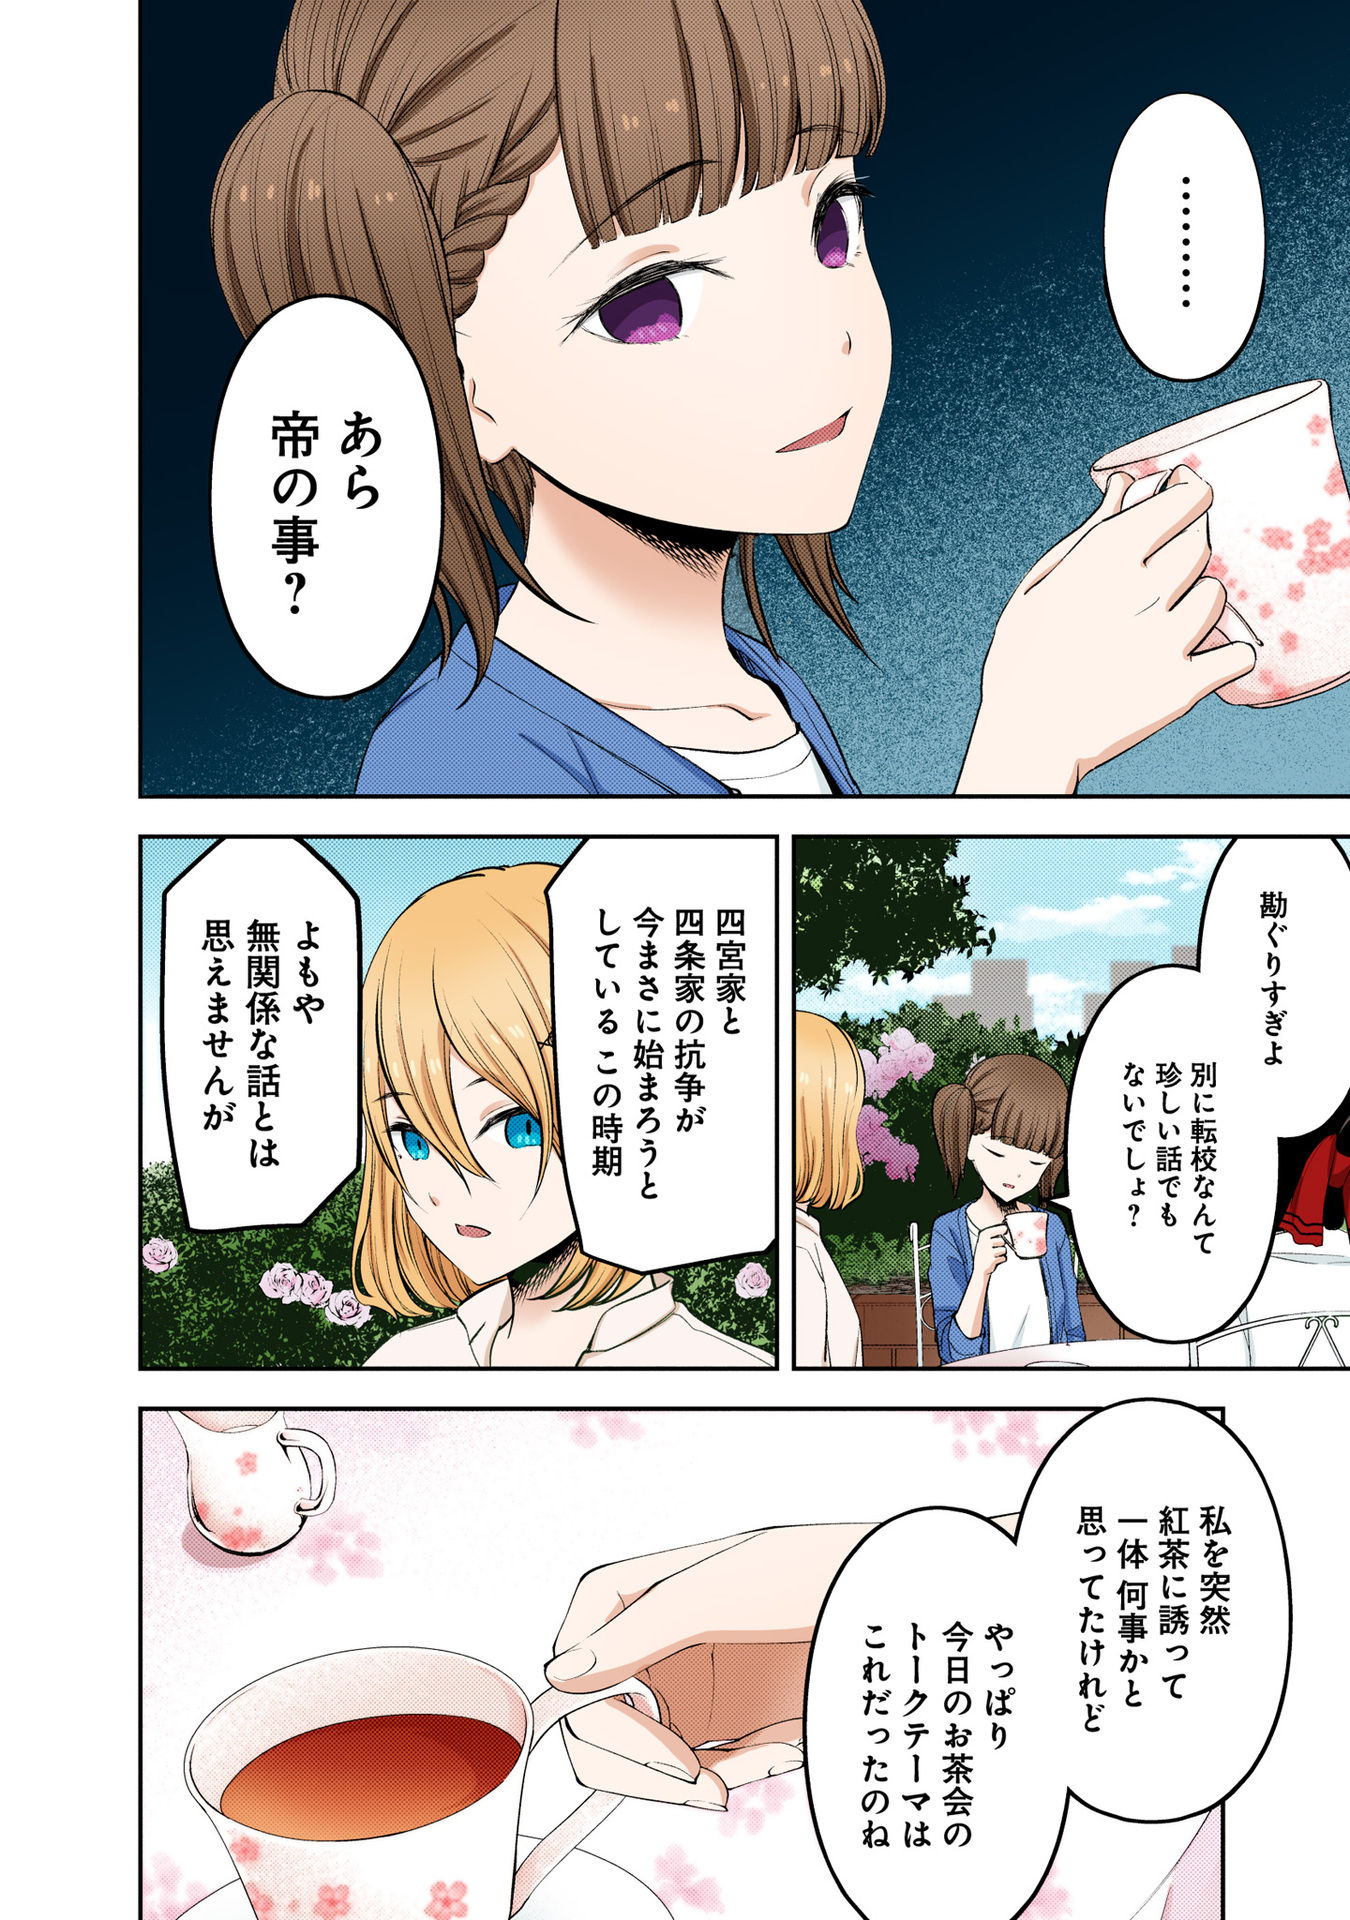 ………
あら
帝の事？
勘ぐりすぎよ
別に転校なんて
珍しい話でも
ないでしょ？
四宮家と
四条家の抗争が
今まさに始まろうと
しているこの時期
よもや
無関係な話とは
思えませんが
私を突然
紅茶に誘って
一体何事かと
思ってたけれど
やっぱり
今日のお茶会の
トークテーマは
これだったのね